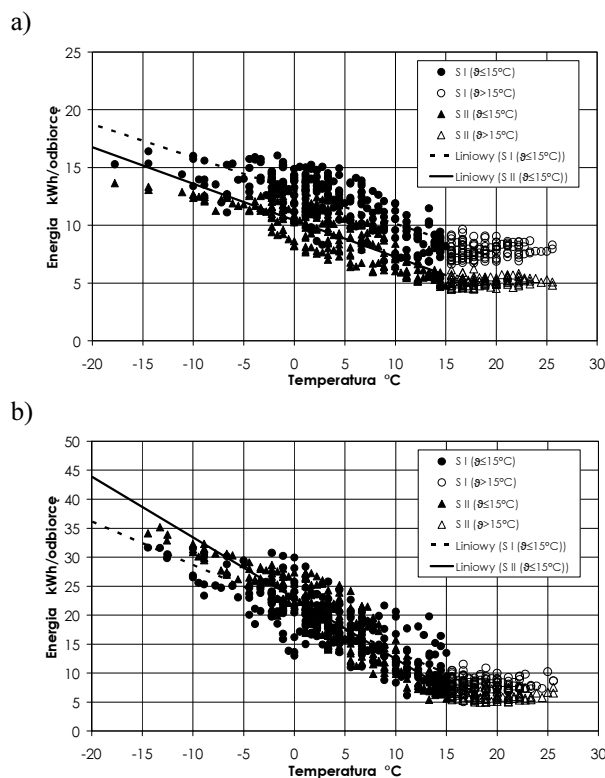 a)
25
20
15
10
5
0
Energia kWh/odbiorcę
-20 -15 -10 -5 0 5 10 15 20 25 30
Temperatura °C
S I (ϑ≤15°C)
S I (ϑ>15°C)
S II (ϑ≤15°C)
S II (ϑ>15°C)
Liniowy (S I (ϑ≤15°C))
Liniowy (S II (ϑ≤15°C))
b)
50
45
40
35
30
25
20
15
10
5
0
Energia kWh/odbiorcę
-20 -15 -10 -5 0 5 10 15 20 25 30
Temperatura °C
S I (ϑ≤15°C)
S I (ϑ>15°C)
S II (ϑ≤15°C)
S II (ϑ>15°C)
Liniowy (S I (ϑ≤15°C))
Liniowy (S II (ϑ≤15°C))